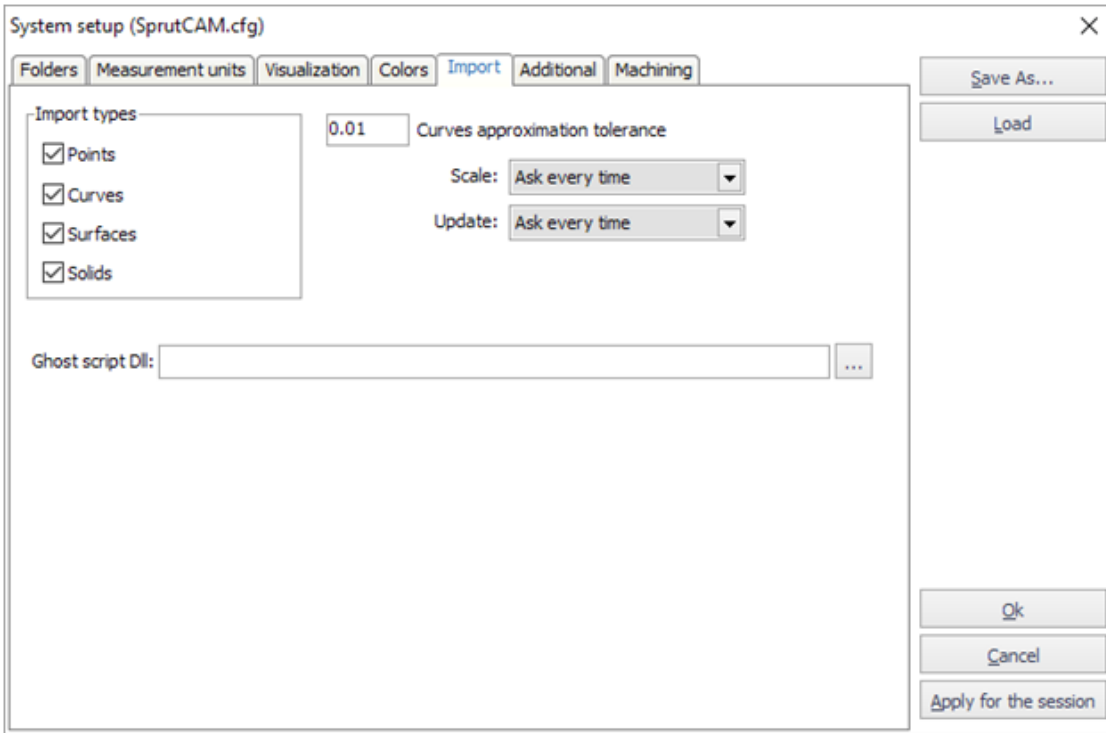 System setup (SprutCAM.cfg)
Folders Measurement units Visualization Colors Import Additional Machining
Save As...
Load
Import types
Points
Curves
Surfaces
Solids
0.01 Curves approximation tolerance
Scale: Ask every time
Update: Ask every time
Ghost script Dll: ...
Ok
Cancel
Apply for the session